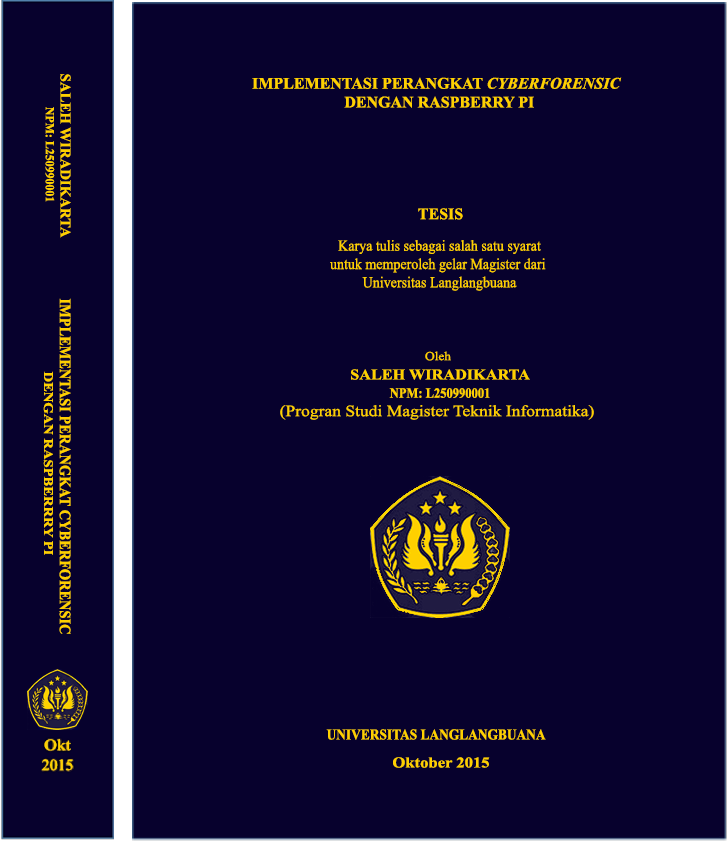 SALEH WIRADIKARTA
NPM: L250990001
IMPLEMENTASI PERANGKAT CYBERFORENSIC
DENGAN RASPBERRRY PI
Okt
2015
IMPLEMENTASI PERANGKAT CYBERFORENSIC
DENGAN RASPBERRY PI
TESIS
Karya tulis sebagai salah satu syarat
untuk memperoleh gelar Magister dari
Universitas Langlangbuana
Oleh
SALEH WIRADIKARTA
NPM: L250990001
(Progran Studi Magister Teknik Informatika)
UNIVERSITAS LANGLANGBUANA
Oktober 2015